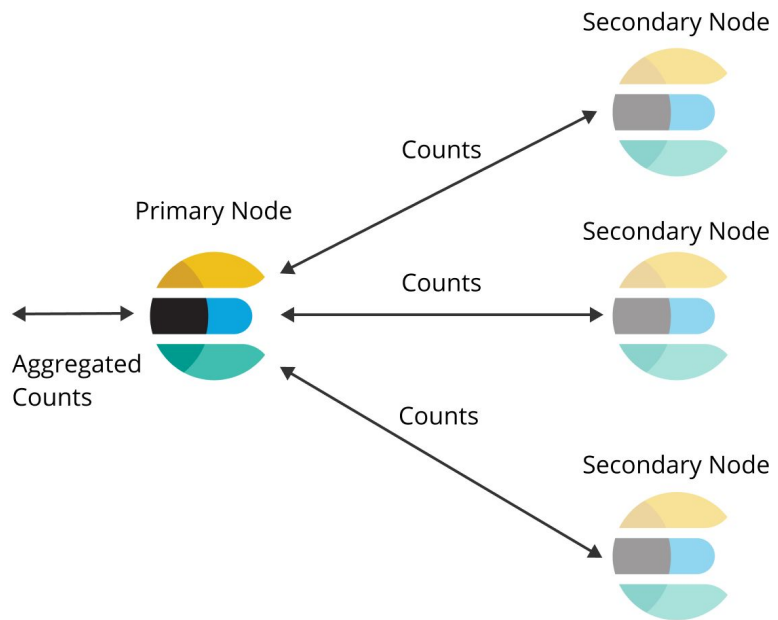 Secondary Node
Counts
Primary Node
Secondary Node
Counts
Aggregated
Counts
Counts
Secondary Node